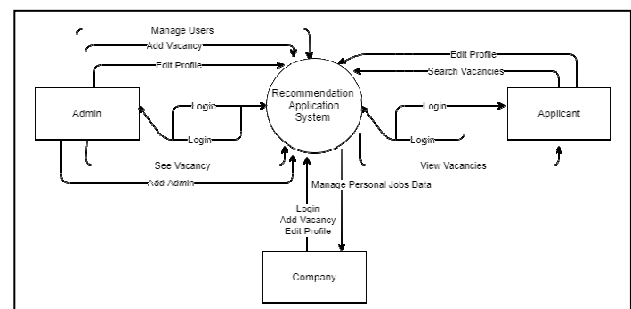 Manage Users
Add Vacancy
Edit Profile
Edit Profile
Search Vacancies
Recommendation
Application
System
Admin
Login
Login
Login
Login
Applicant
See Vacancy
View Vacancies
Add Admin
Manage Personal Jobs Data
Login
Add Vacancy
Edit Profile
Company